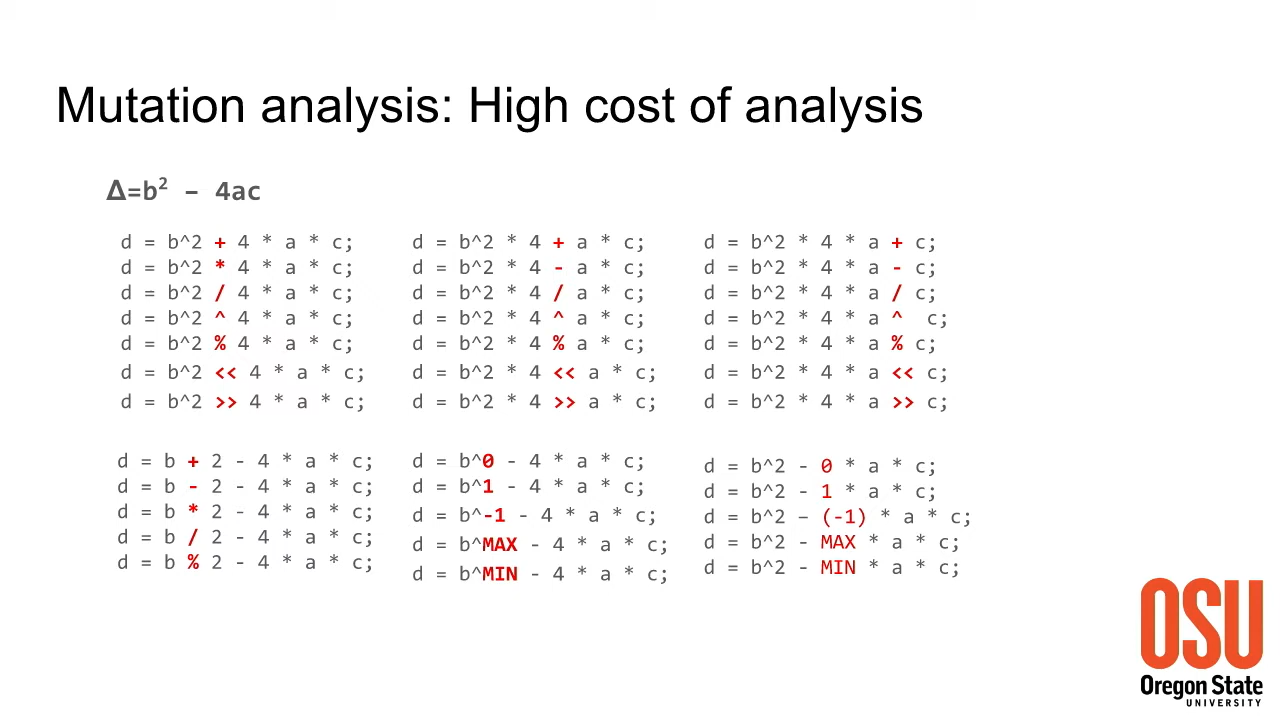 Mutation analysis: High cost of analysis
Δ=b² – 4ac
d = b^2 + 4 * a * c;
d = b^2 * 4 * a * c;
d = b^2 / 4 * a * c;
d = b^2 ^ 4 * a * c;
d = b^2 % 4 * a * c;
d = b^2 << 4 * a * c;
d = b^2 >> 4 * a * c;
d = b^2 * 4 + a * c;
d = b^2 * 4 - a * c;
d = b^2 * 4 / a * c;
d = b^2 * 4 ^ a * c;
d = b^2 * 4 % a * c;
d = b^2 * 4 << a * c;
d = b^2 * 4 >> a * c;
d = b^2 * 4 * a + c;
d = b^2 * 4 * a - c;
d = b^2 * 4 * a / c;
d = b^2 * 4 * a ^  c;
d = b^2 * 4 * a % c;
d = b^2 * 4 * a << c;
d = b^2 * 4 * a >> c;
d = b + 2 - 4 * a * c;
d = b - 2 - 4 * a * c;
d = b * 2 - 4 * a * c;
d = b / 2 - 4 * a * c;
d = b % 2 - 4 * a * c;
d = b^0 - 4 * a * c;
d = b^1 - 4 * a * c;
d = b^-1 - 4 * a * c;
d = b^MAX - 4 * a * c;
d = b^MIN - 4 * a * c;
d = b^2 - 0 * a * c;
d = b^2 - 1 * a * c;
d = b^2 – (-1) * a * c;
d = b^2 - MAX * a * c;
d = b^2 - MIN * a * c;
OSU
Oregon State
UNIVERSITY